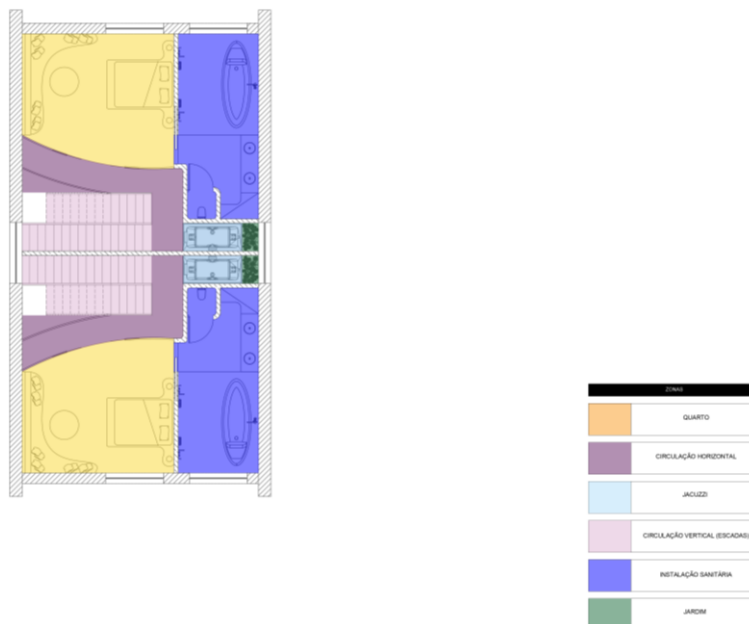 ZONAS
QUARTO
CIRCULAÇÃO HORIZONTAL
JACUZZI
CIRCULAÇÃO VERTICAL (ESCADAS)
INSTALAÇÃO SANITÁRIA
JARDIM